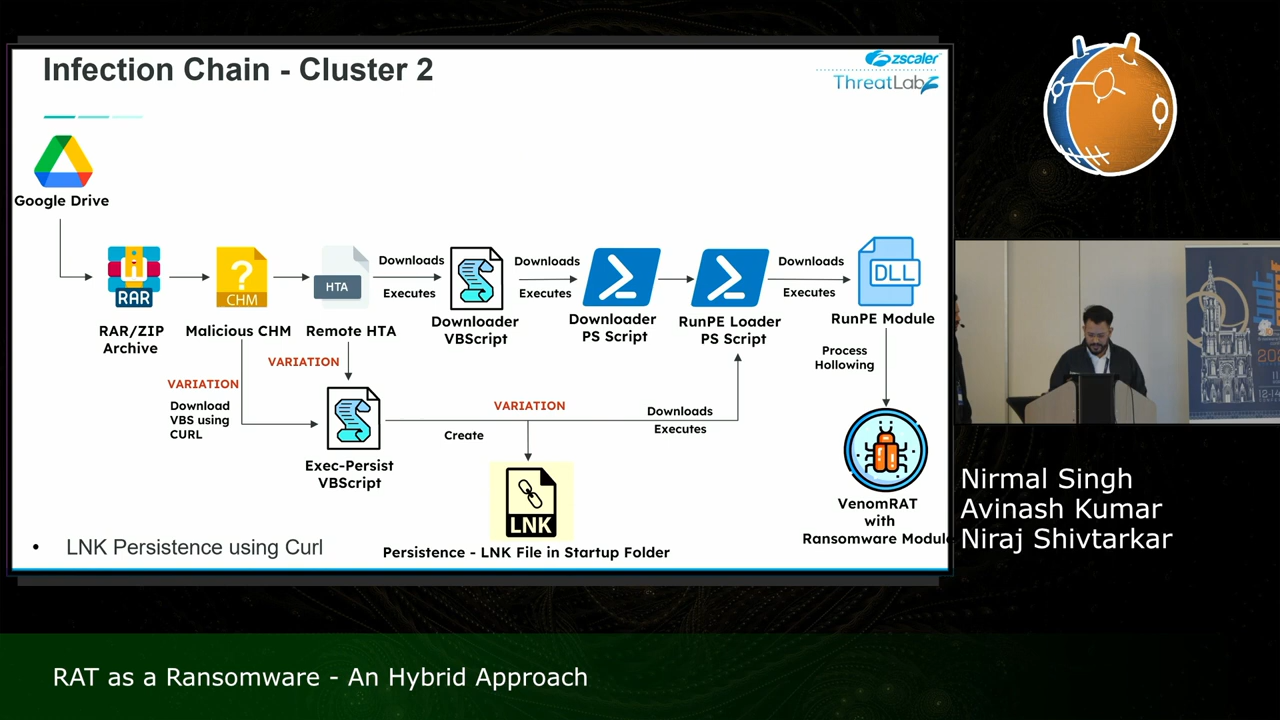 Infection Chain - Cluster 2
zscaler
ThreatLabZ
Google Drive
RAR
CHM
HTA
Downloads
Executes
Downloads
Executes
Downloads
Executes
DLL
RAR/ZIP
Archive
Malicious CHM
Remote HTA
Downloader
VBScript
Downloader
PS Script
RunPE Loader
PS Script
RunPE Module
VARIATION
VARIATION
Download
VBS using
CURL
Process
Hollowing
VARIATION
Create
Downloads
Executes
Exec-Persist
VBScript
LNK
VenomRAT
with
Ransomware Module
LNK Persistence using Curl
Persistence - LNK File in Startup Folder
Nirmal Singh
Avinash Kumar
Niraj Shivtarkar
RAT as a Ransomware - An Hybrid Approach